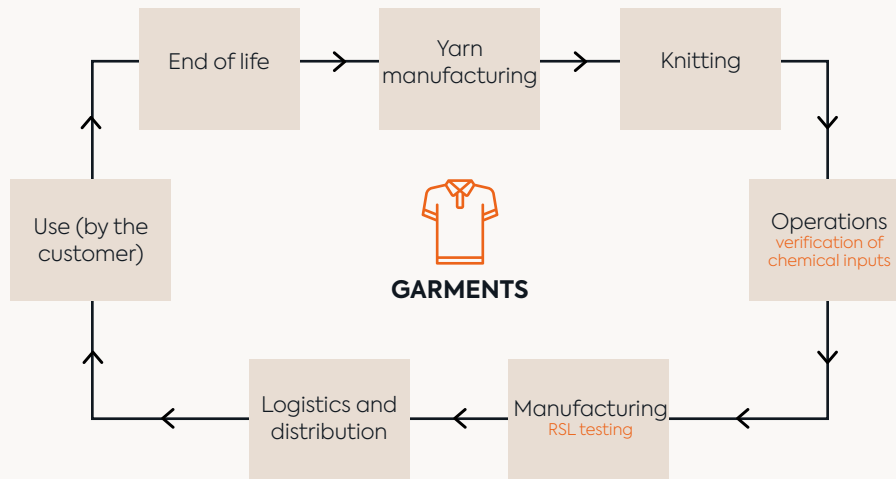 End of life
Yarn
manufacturing
Knitting
Operations
verification of
chemical inputs
Use (by the
customer)
GARMENTS
Logistics and
distribution
Manufacturing
RSL testing